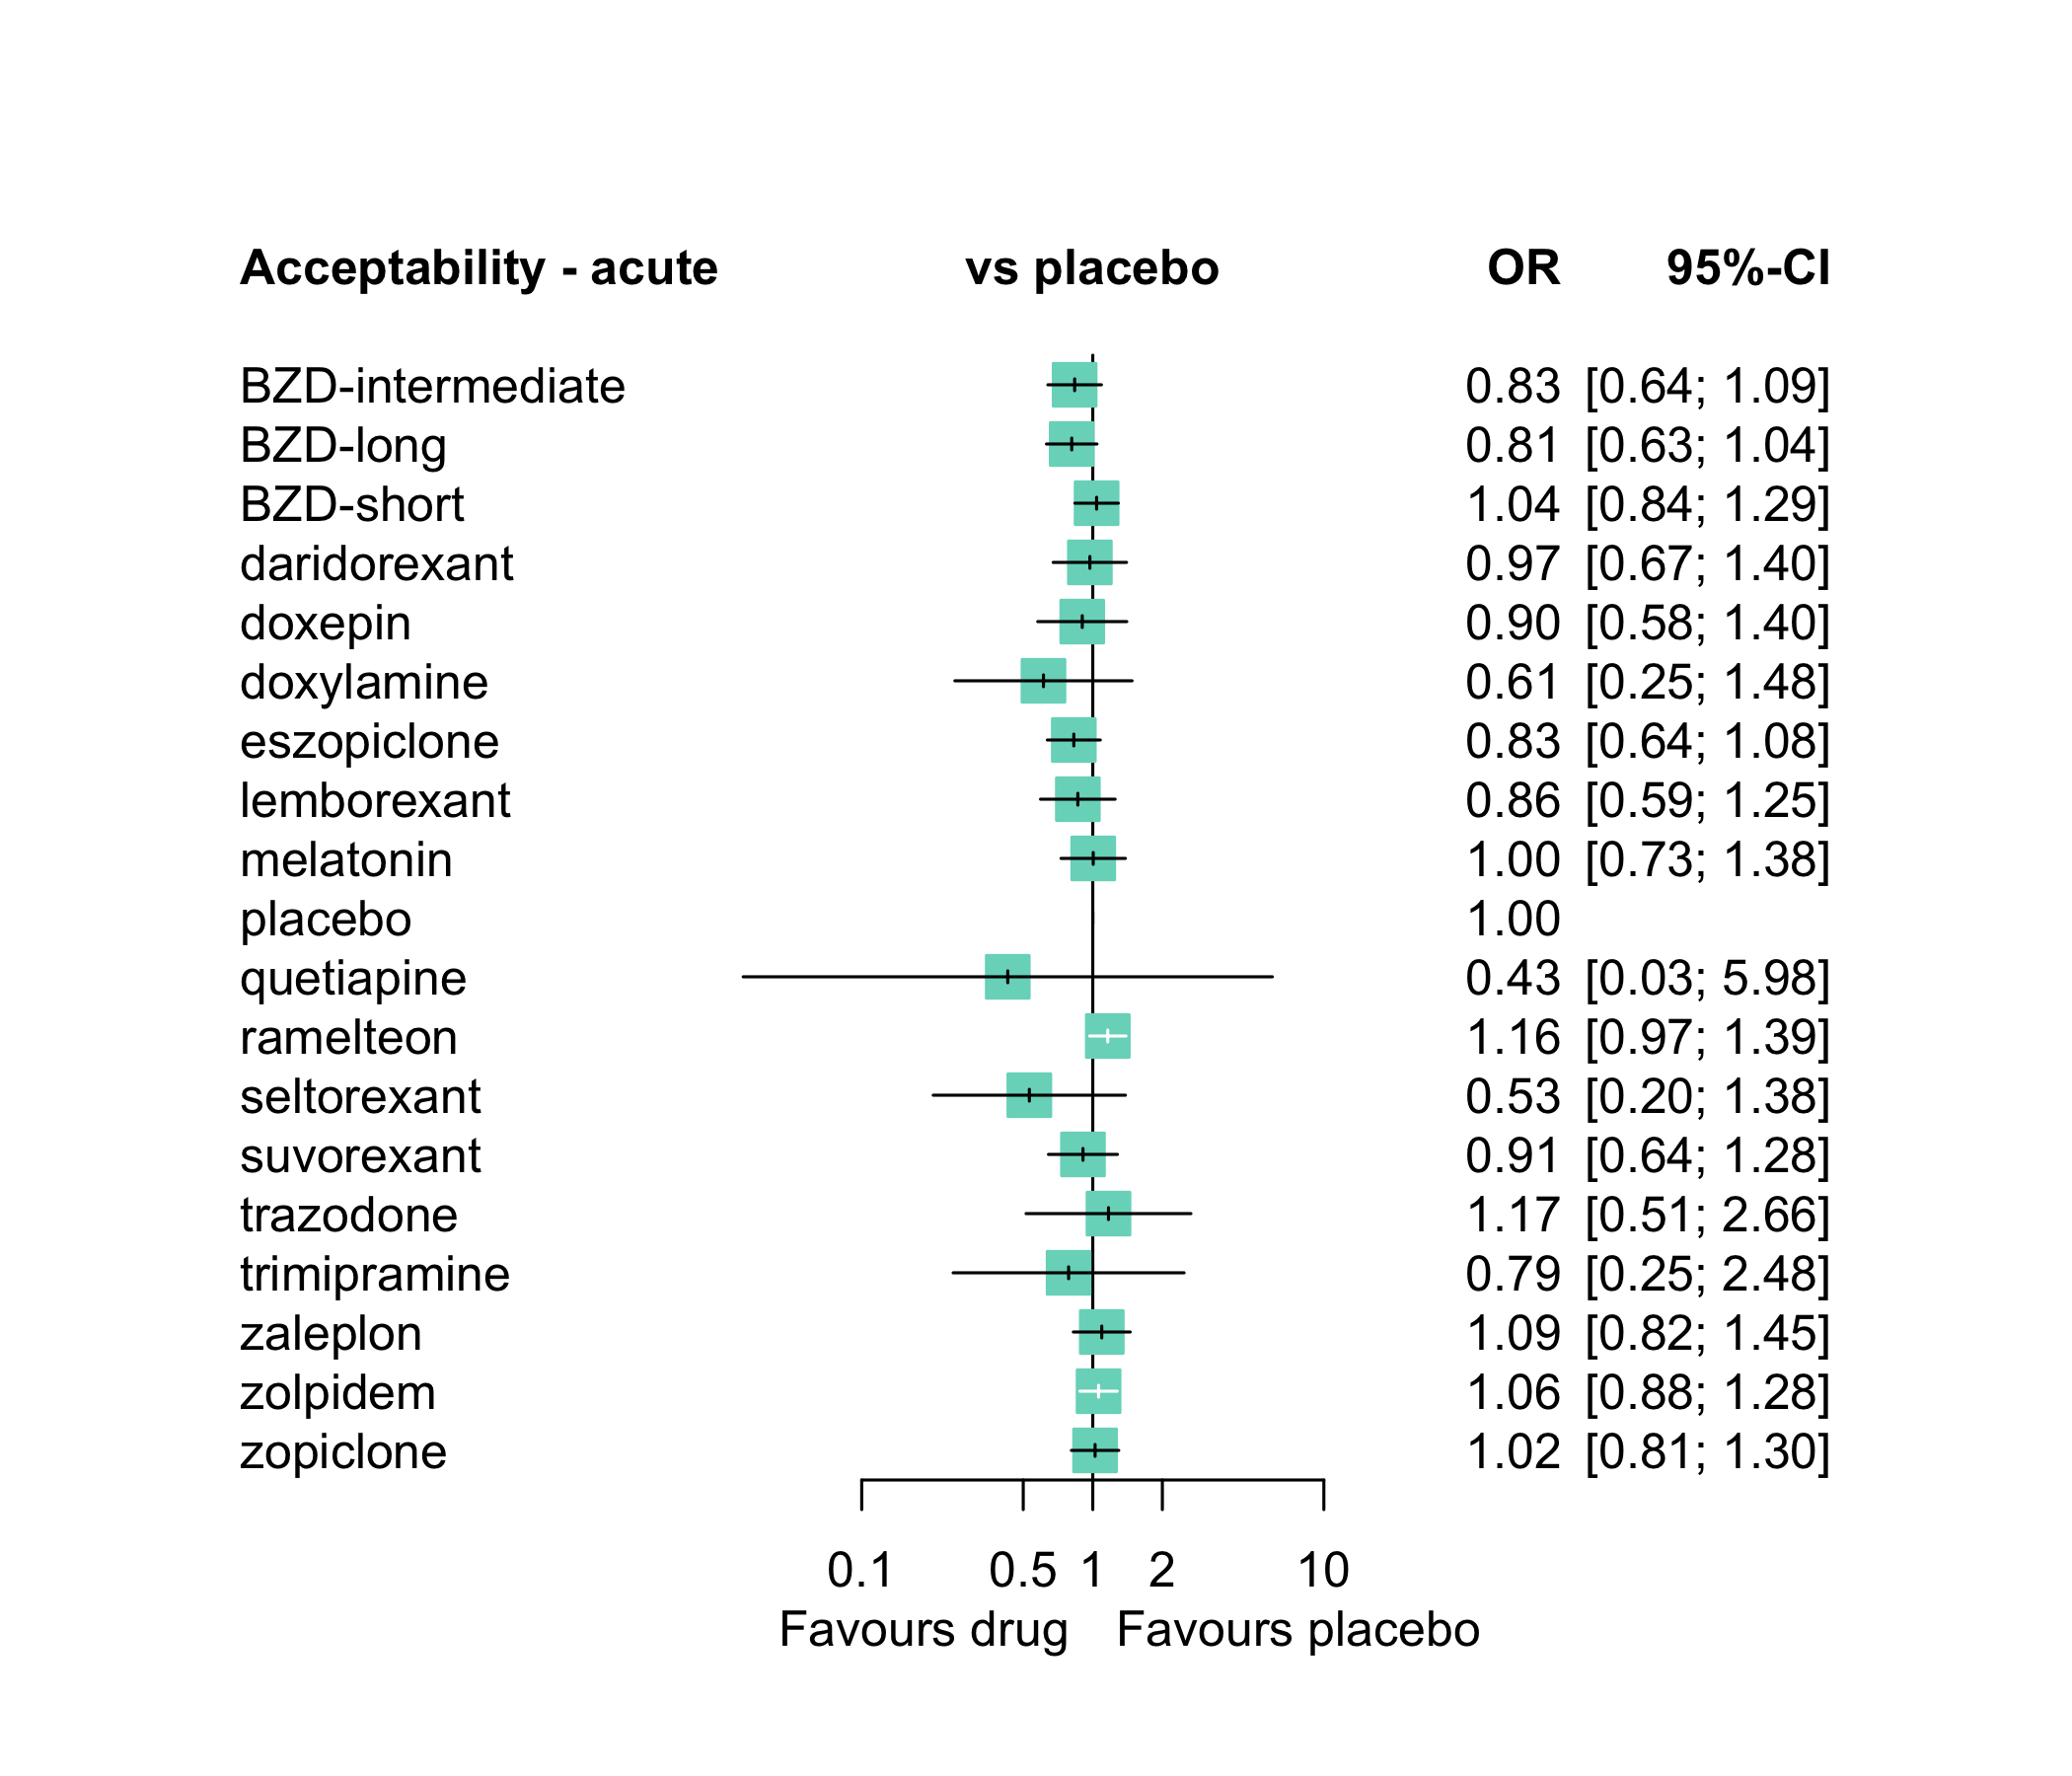 Acceptability - acute vs placebo OR 95%-CI
BZD-intermediate 0.83 [0.64; 1.09]
BZD-long 0.81 [0.63; 1.04]
BZD-short 1.04 [0.84; 1.29]
daridorexant 0.97 [0.67; 1.40]
doxepin 0.90 [0.58; 1.40]
doxylamine 0.61 [0.25; 1.48]
eszopiclone 0.83 [0.64; 1.08]
lemborexant 0.86 [0.59; 1.25]
melatonin 1.00 [0.73; 1.38]
placebo 1.00
quetiapine 0.43 [0.03; 5.98]
ramelteon 1.16 [0.97; 1.39]
seltorexant 0.53 [0.20; 1.38]
suvorexant 0.91 [0.64; 1.28]
trazodone 1.17 [0.51; 2.66]
trimipramine 0.79 [0.25; 2.48]
zaleplon 1.09 [0.82; 1.45]
zolpidem 1.06 [0.88; 1.28]
zopiclone 1.02 [0.81; 1.30]
0.1 0.5 1 2 10
Favours drug Favours placebo